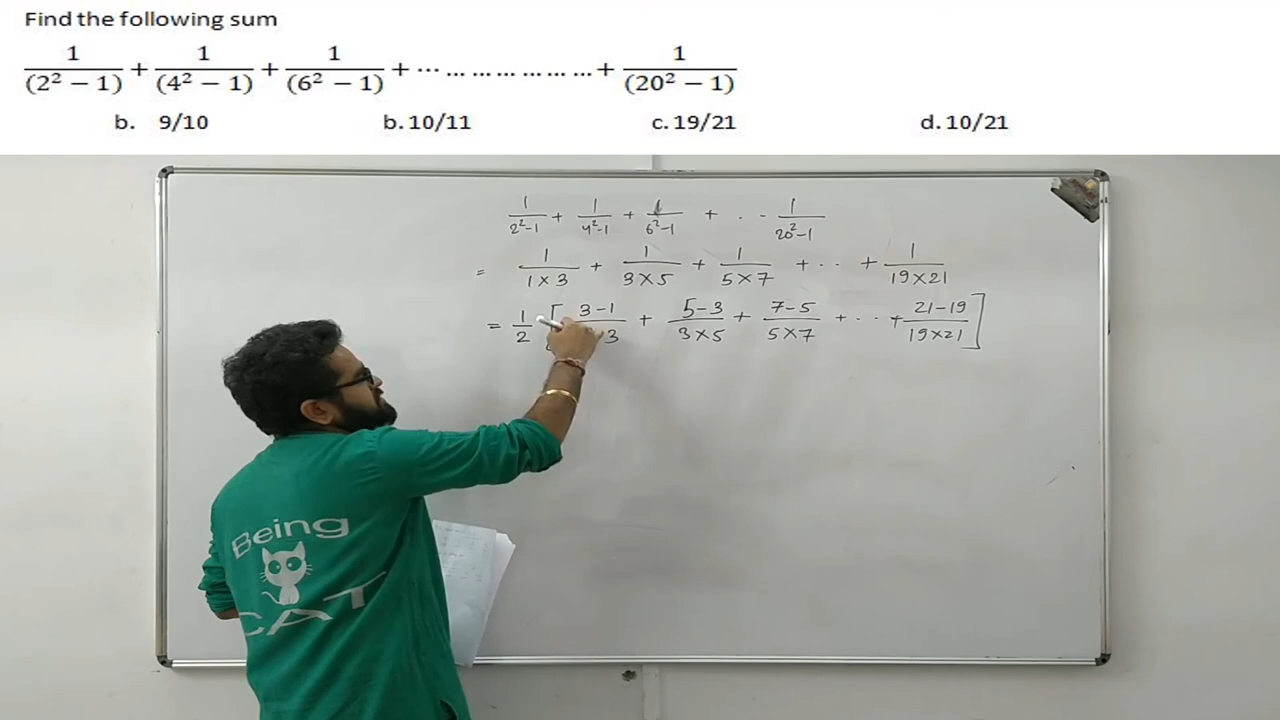 Find the following sum
1/(2² − 1) + 1/(4² − 1) + 1/(6² − 1) + ... ... ... ... ... ... ... + 1/(20² − 1)
b. 9/10 b. 10/11 c. 19/21 d. 10/21
1/2²-1 + 1/4²-1 + 1/6²-1 + . . - 1/20²-1
= 1/1×3 + 1/3×5 + 1/5×7 + . . + 1/19×21
= 1/2 [ 3-1/ 3 + 5-3/3×5 + 7-5/5×7 + . . . + 21-19/19×21 ]
Being
CAT